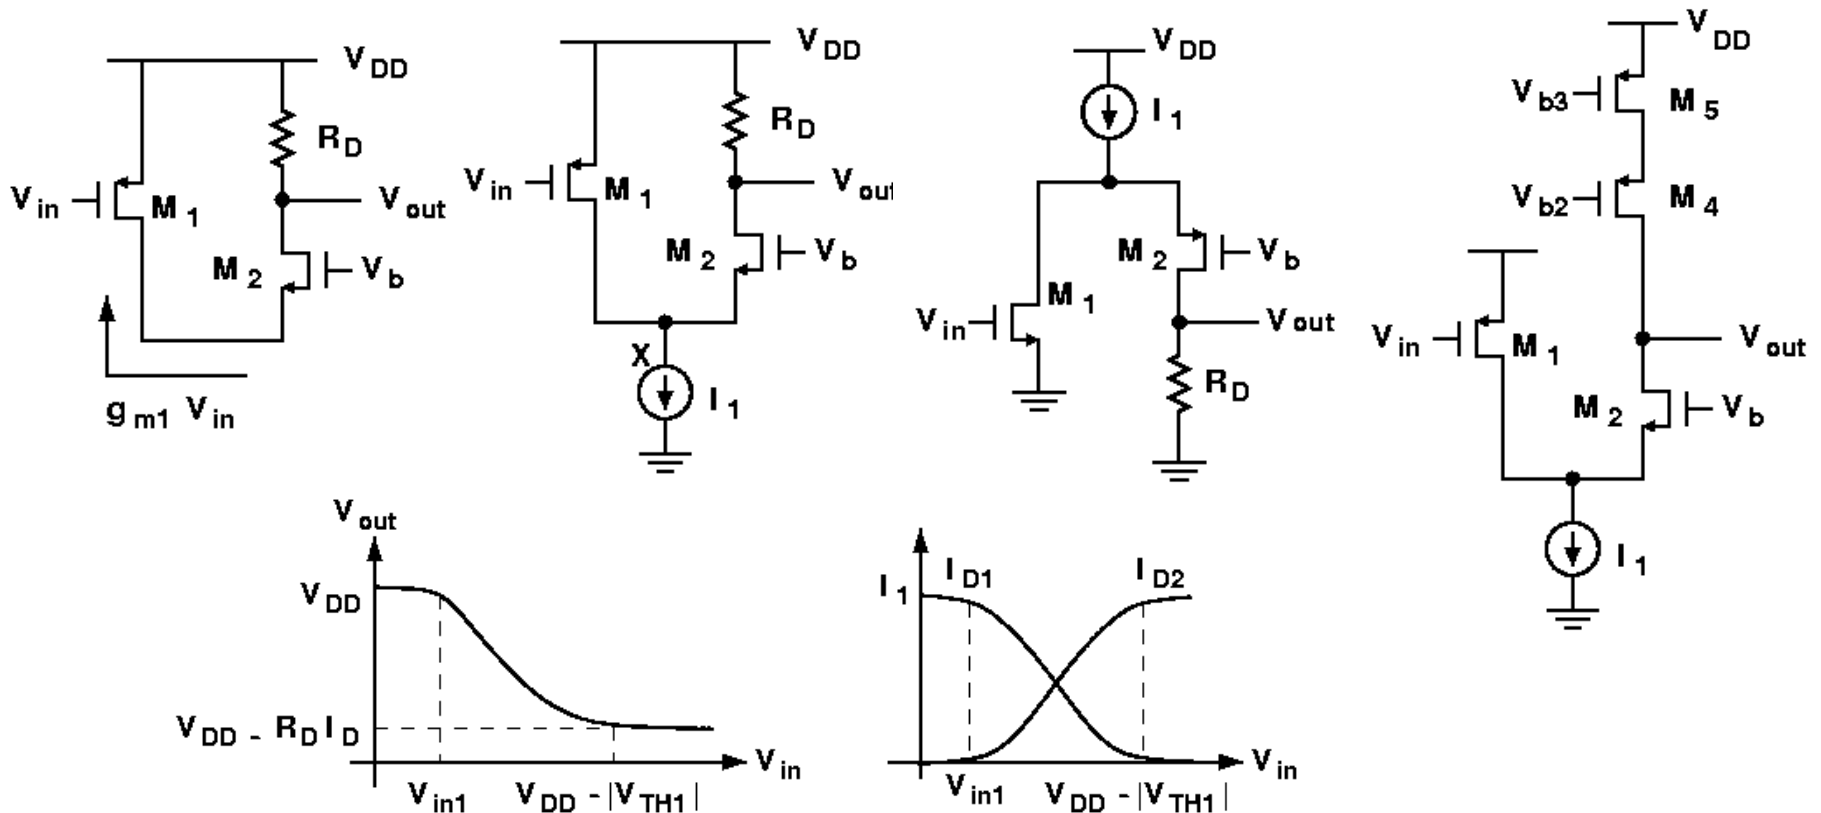 V DD
R D
V in
M 1
V out
M 2
V b
g m1 V in
V DD
R D
V in
M 1
V out
M 2
V b
X
I 1
V DD
I 1
M 2
V b
M 1
V in
V out
R D
V DD
V b3
M 5
V b2
M 4
V in
M 1
V out
M 2
V b
I 1
V out
V DD
V DD - R D I D
V in
V in1
V DD - |V TH1|
I 1
I D1
I D2
V in
V in1
V DD - |V TH1|